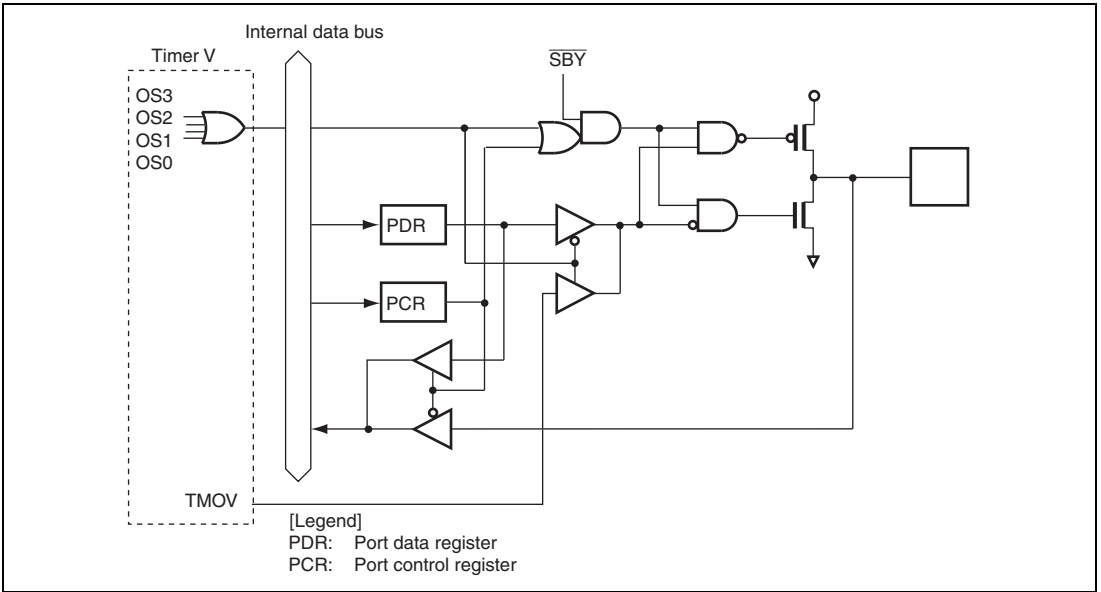 Internal data bus
Timer V
SBY
OS3
OS2
OS1
OS0
PDR
PCR
TMOV
[Legend]
PDR: Port data register
PCR: Port control register